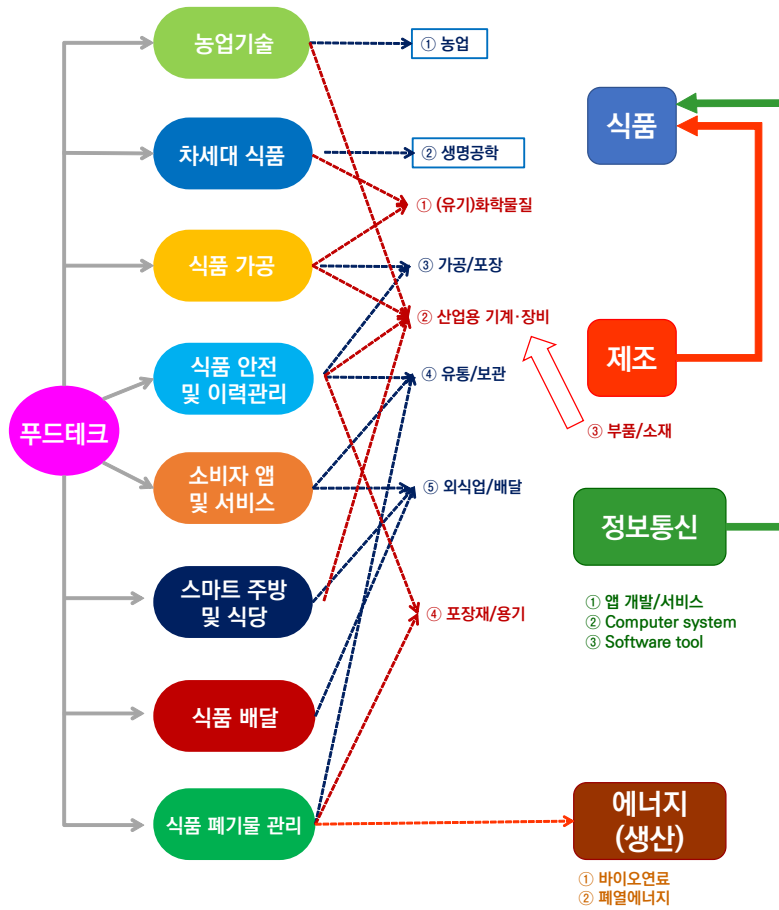 농업기술
① 농업
식품
차세대 식품
② 생명공학
① (유기)화학물질
식품 가공
③ 가공/포장
② 산업용 기계·장비
제조
식품 안전
및 이력관리
④ 유통/보관
③ 부품/소재
푸드테크
소비자 앱
및 서비스
⑤ 외식업/배달
정보통신
스마트 주방
및 식당
④ 포장재/용기
① 앱 개발/서비스
② Computer system
③ Software tool
식품 배달
식품 폐기물 관리
에너지
(생산)
① 바이오연료
② 폐열에너지